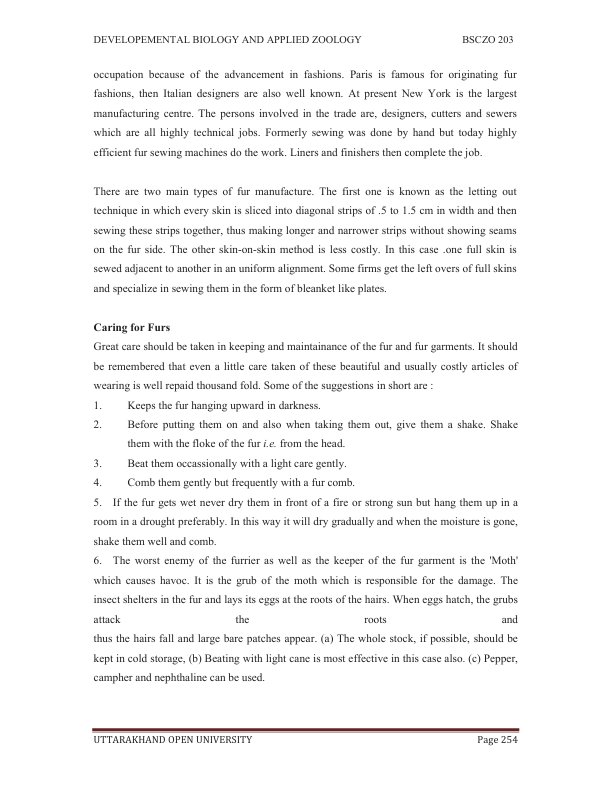 DEVELOPEMENTAL BIOLOGY AND APPLIED ZOOLOGY BSCZO 203
occupation because of the advancement in fashions. Paris is famous for originating fur
fashions, then Italian designers are also well known. At present New York is the largest
manufacturing centre. The persons involved in the trade are, designers, cutters and sewers
which are all highly technical jobs. Formerly sewing was done by hand but today highly
efficient fur sewing machines do the work. Liners and finishers then complete the job.
There are two main types of fur manufacture. The first one is known as the letting out
technique in which every skin is sliced into diagonal strips of .5 to 1.5 cm in width and then
sewing these strips together, thus making longer and narrower strips without showing seams
on the fur side. The other skin-on-skin method is less costly. In this case .one full skin is
sewed adjacent to another in an uniform alignment. Some firms get the left overs of full skins
and specialize in sewing them in the form of bleanket like plates.
Caring for Furs
Great care should be taken in keeping and maintainance of the fur and fur garments. It should
be remembered that even a little care taken of these beautiful and usually costly articles of
wearing is well repaid thousand fold. Some of the suggestions in short are :
1. Keeps the fur hanging upward in darkness.
2. Before putting them on and also when taking them out, give them a shake. Shake
them with the floke of the fur i.e. from the head.
3. Beat them occassionally with a light care gently.
4. Comb them gently but frequently with a fur comb.
5. If the fur gets wet never dry them in front of a fire or strong sun but hang them up in a
room in a drought preferably. In this way it will dry gradually and when the moisture is gone,
shake them well and comb.
6. The worst enemy of the furrier as well as the keeper of the fur garment is the 'Moth'
which causes havoc. It is the grub of the moth which is responsible for the damage. The
insect shelters in the fur and lays its eggs at the roots of the hairs. When eggs hatch, the grubs
attack the roots and
thus the hairs fall and large bare patches appear. (a) The whole stock, if possible, should be
kept in cold storage, (b) Beating with light cane is most effective in this case also. (c) Pepper,
campher and nephthaline can be used.
UTTARAKHAND OPEN UNIVERSITY Page 254